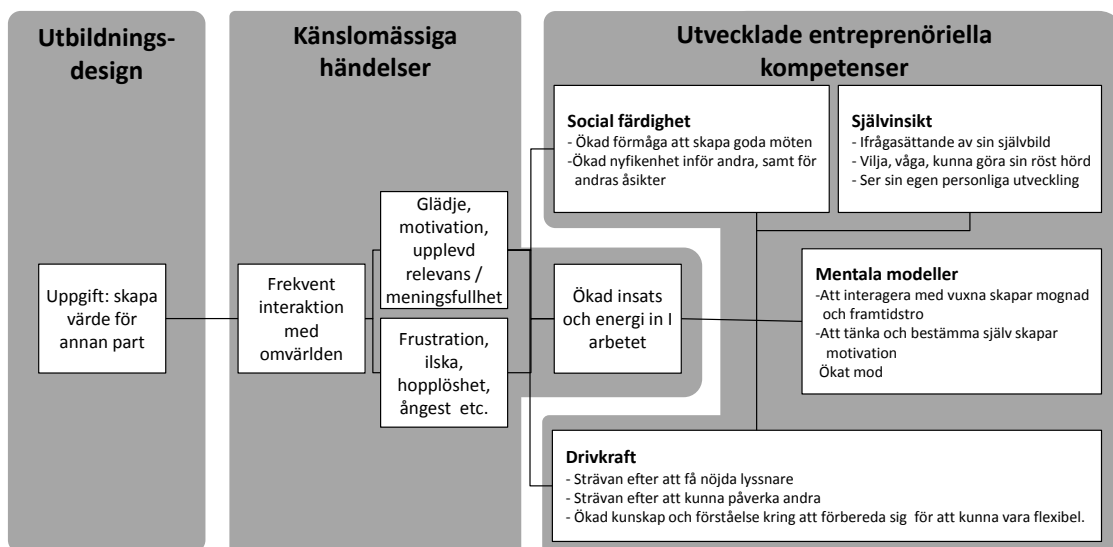 Utbildnings-
design
Känslomässiga
händelser
Utvecklade entreprenöriella
kompetenser
Uppgift: skapa
värde för
annan part
Frekvent
interaktion
med
omvärlden
Glädje,
motivation,
upplevd
relevans /
meningsfullhet
Frustration,
ilska,
hopplöshet,
ångest etc.
Ökad insats
och energi in I
arbetet
Social färdighet
- Ökad förmåga att skapa goda möten
-Ökad nyfikenhet inför andra, samt för
andras åsikter
Självinsikt
- Ifrågasättande av sin självbild
- Vilja, våga, kunna göra sin röst hörd
- Ser sin egen personliga utveckling
Mentala modeller
-Att interagera med vuxna skapar mognad
och framtidstro
-Att tänka och bestämma själv skapar
motivation
Ökat mod
Drivkraft
- Strävan efter att få nöjda lyssnare
- Strävan efter att kunna påverka andra
- Ökad kunskap och förståelse kring att förbereda sig för att kunna vara flexibel.